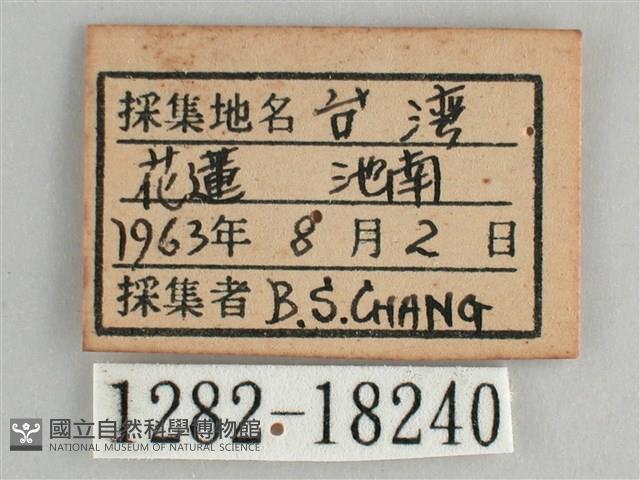 採集地名 台湾
花蓮 池南
1963年 8月2日
採集者 B.S.CHANG
1282-18240
國立自然科學博物館
NATIONAL MUSEUM OF NATURAL SCIENCE